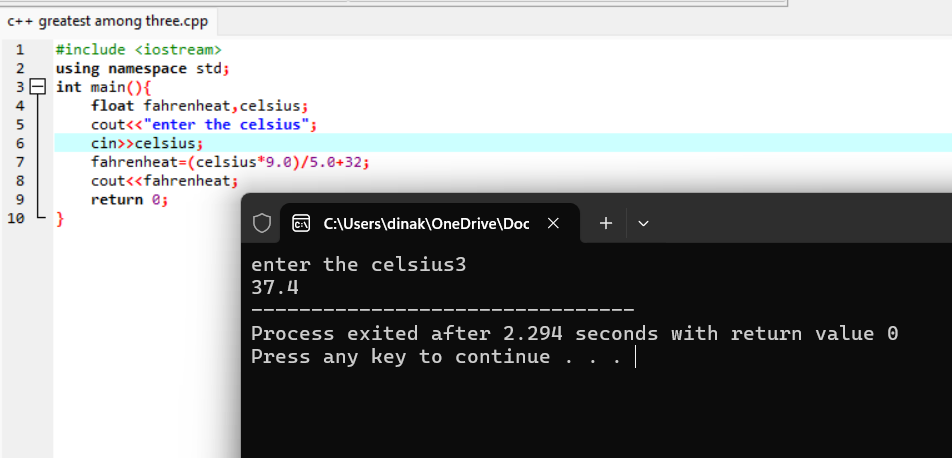 c++ greatest among three.cpp
1 #include <iostream>
2 using namespace std;
3 int main(){
4 float fahrenheat,celsius;
5 cout<<"enter the celsius";
6 cin>>celsius;
7 fahrenheat=(celsius*9.0)/5.0+32;
8 cout<<fahrenheat;
9 return 0;
10 }
C:\Users\dinak\OneDrive\Doc
enter the celsius3
37.4
--------------------------------
Process exited after 2.294 seconds with return value 0
Press any key to continue . . .